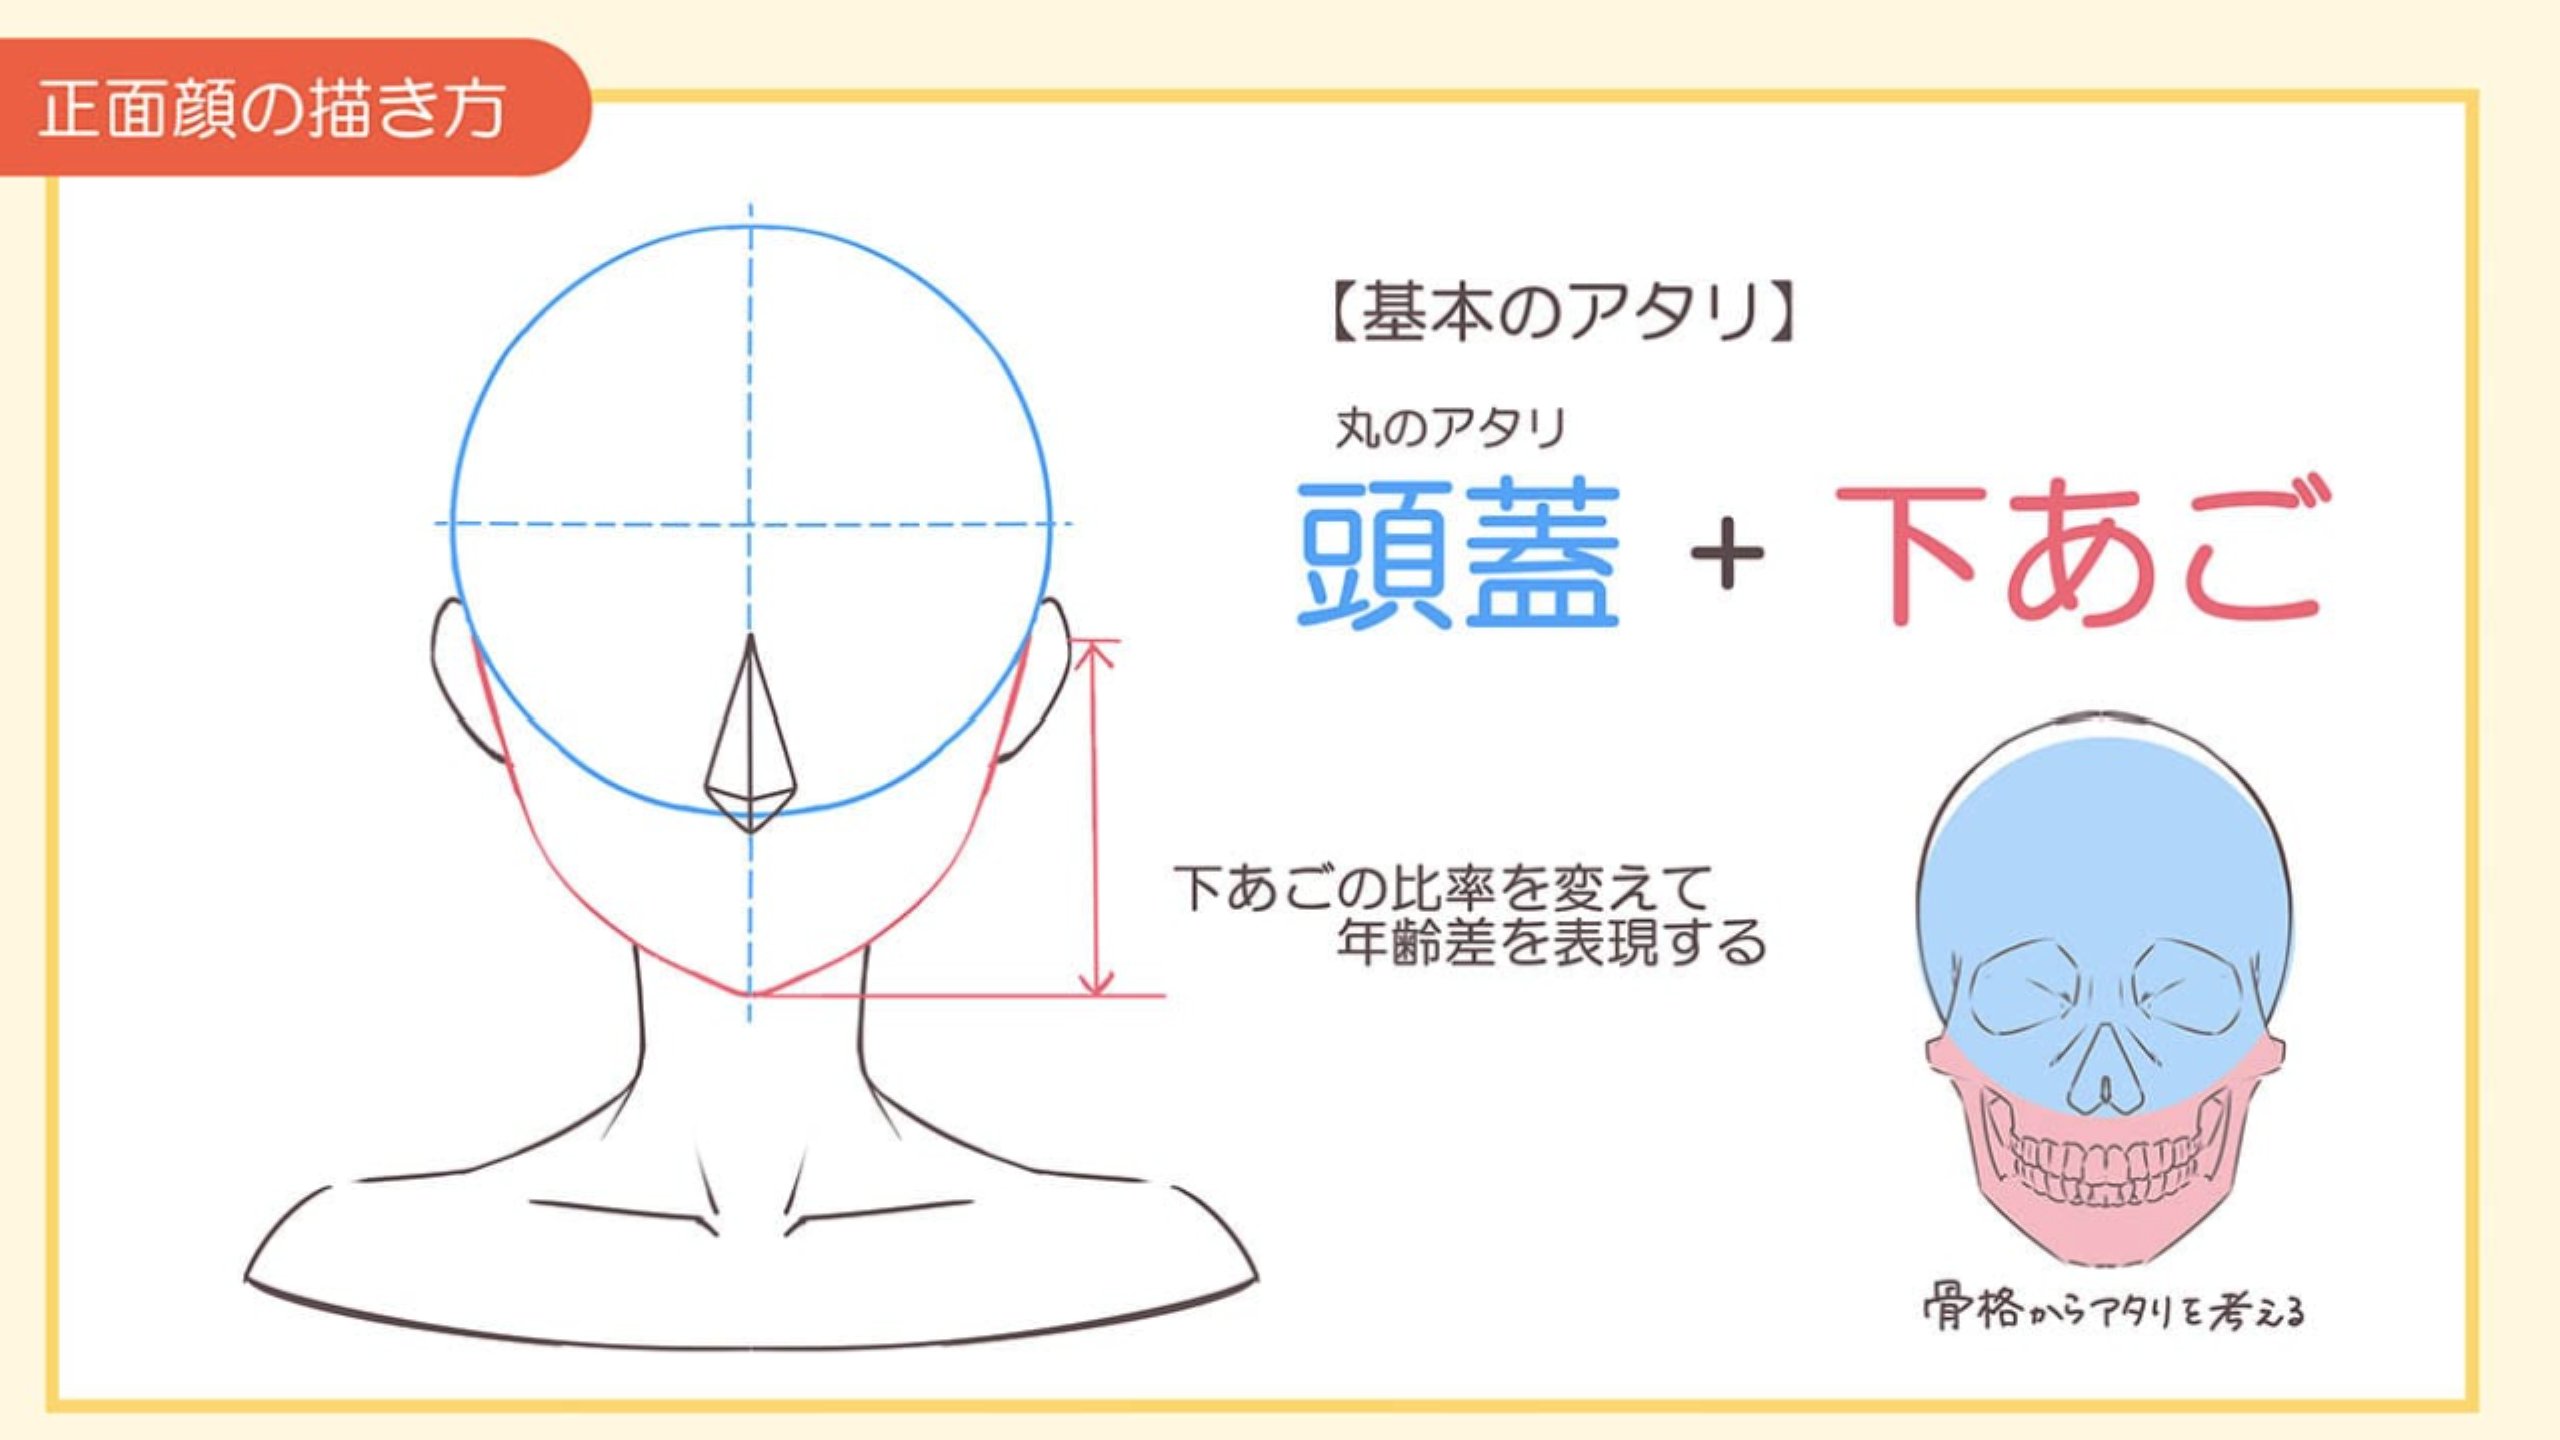 正面顔の描き方
【基本のアタリ】
丸のアタリ
頭蓋 + 下あご
下あごの比率を変えて
年齢差を表現する
骨格からアタリを考える